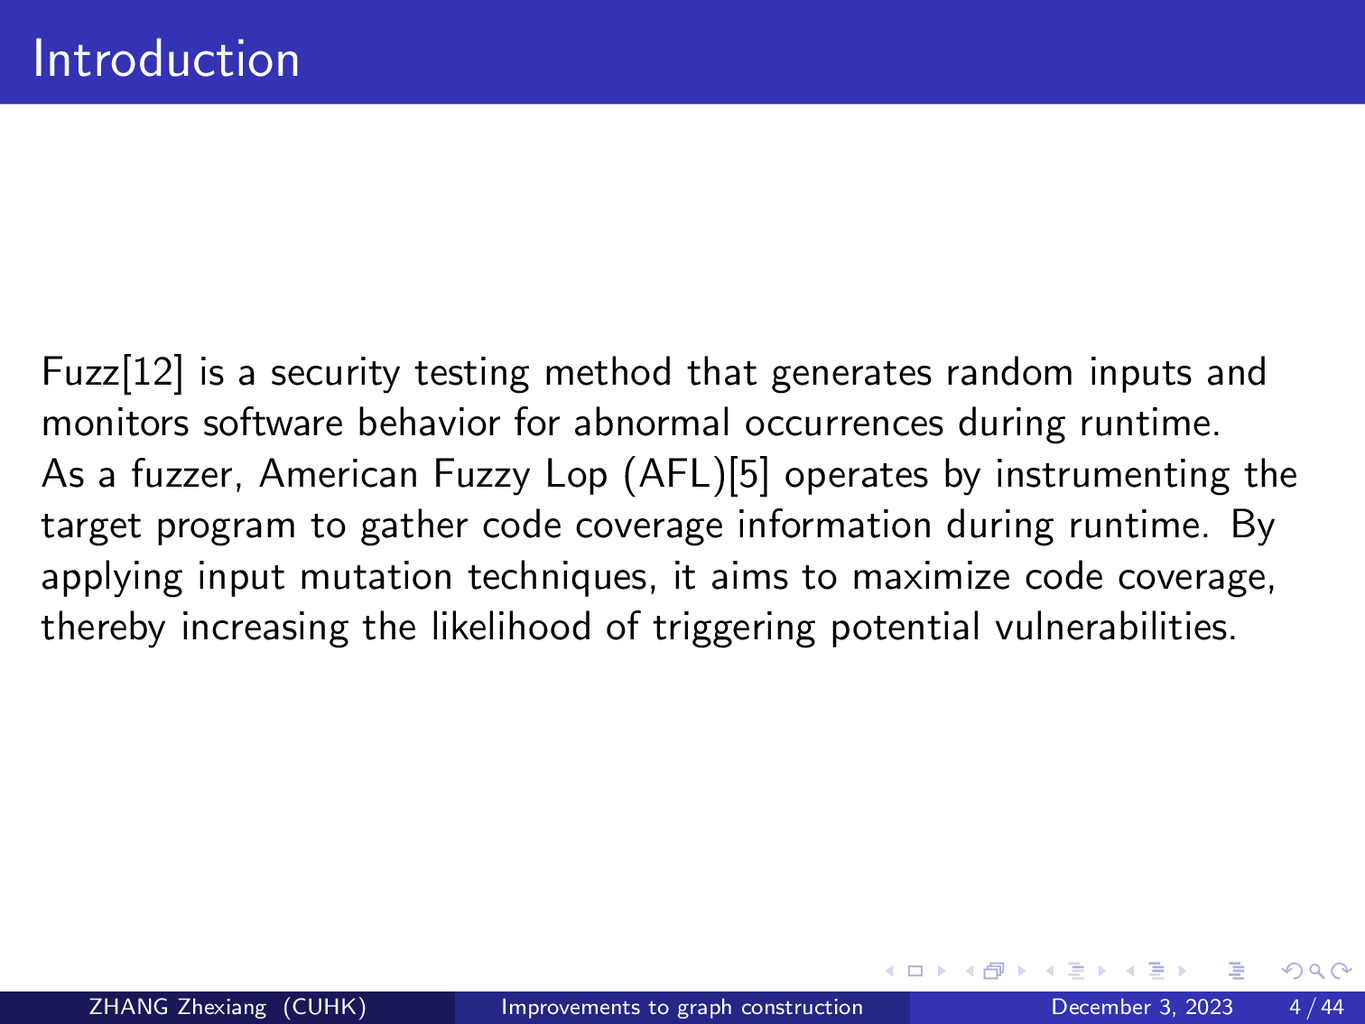 Introduction
Fuzz[12] is a security testing method that generates random inputs and
monitors software behavior for abnormal occurrences during runtime.
As a fuzzer, American Fuzzy Lop (AFL)[5] operates by instrumenting the
target program to gather code coverage information during runtime. By
applying input mutation techniques, it aims to maximize code coverage,
thereby increasing the likelihood of triggering potential vulnerabilities.
ZHANG Zhexiang (CUHK) Improvements to graph construction December 3, 2023 4 / 44